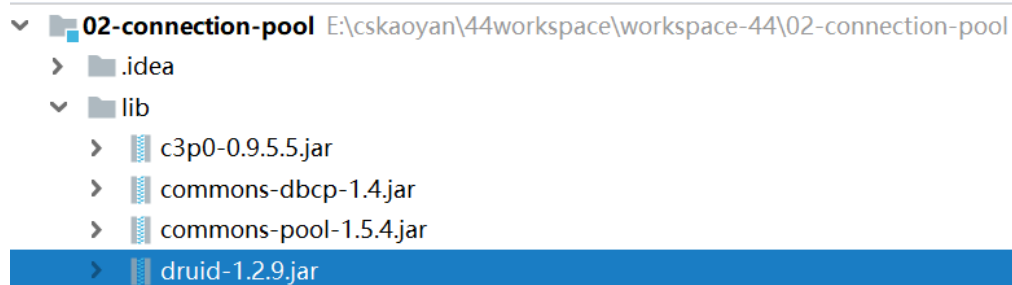 02-connection-pool E:\cskaoyan\44workspace\workspace-44\02-connection-pool
.idea
lib
c3p0-0.9.5.5.jar
commons-dbcp-1.4.jar
commons-pool-1.5.4.jar
druid-1.2.9.jar